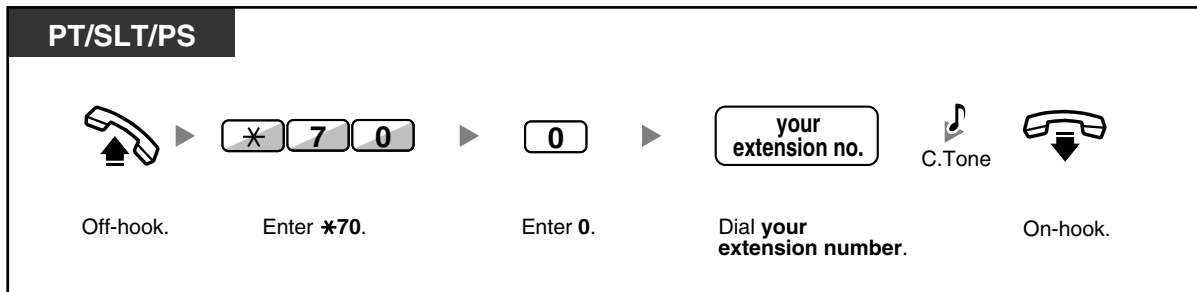 PT/SLT/PS
* 7 0
0
your
extension no.
C.Tone
Off-hook.
Enter *70.
Enter 0.
Dial your
extension number.
On-hook.